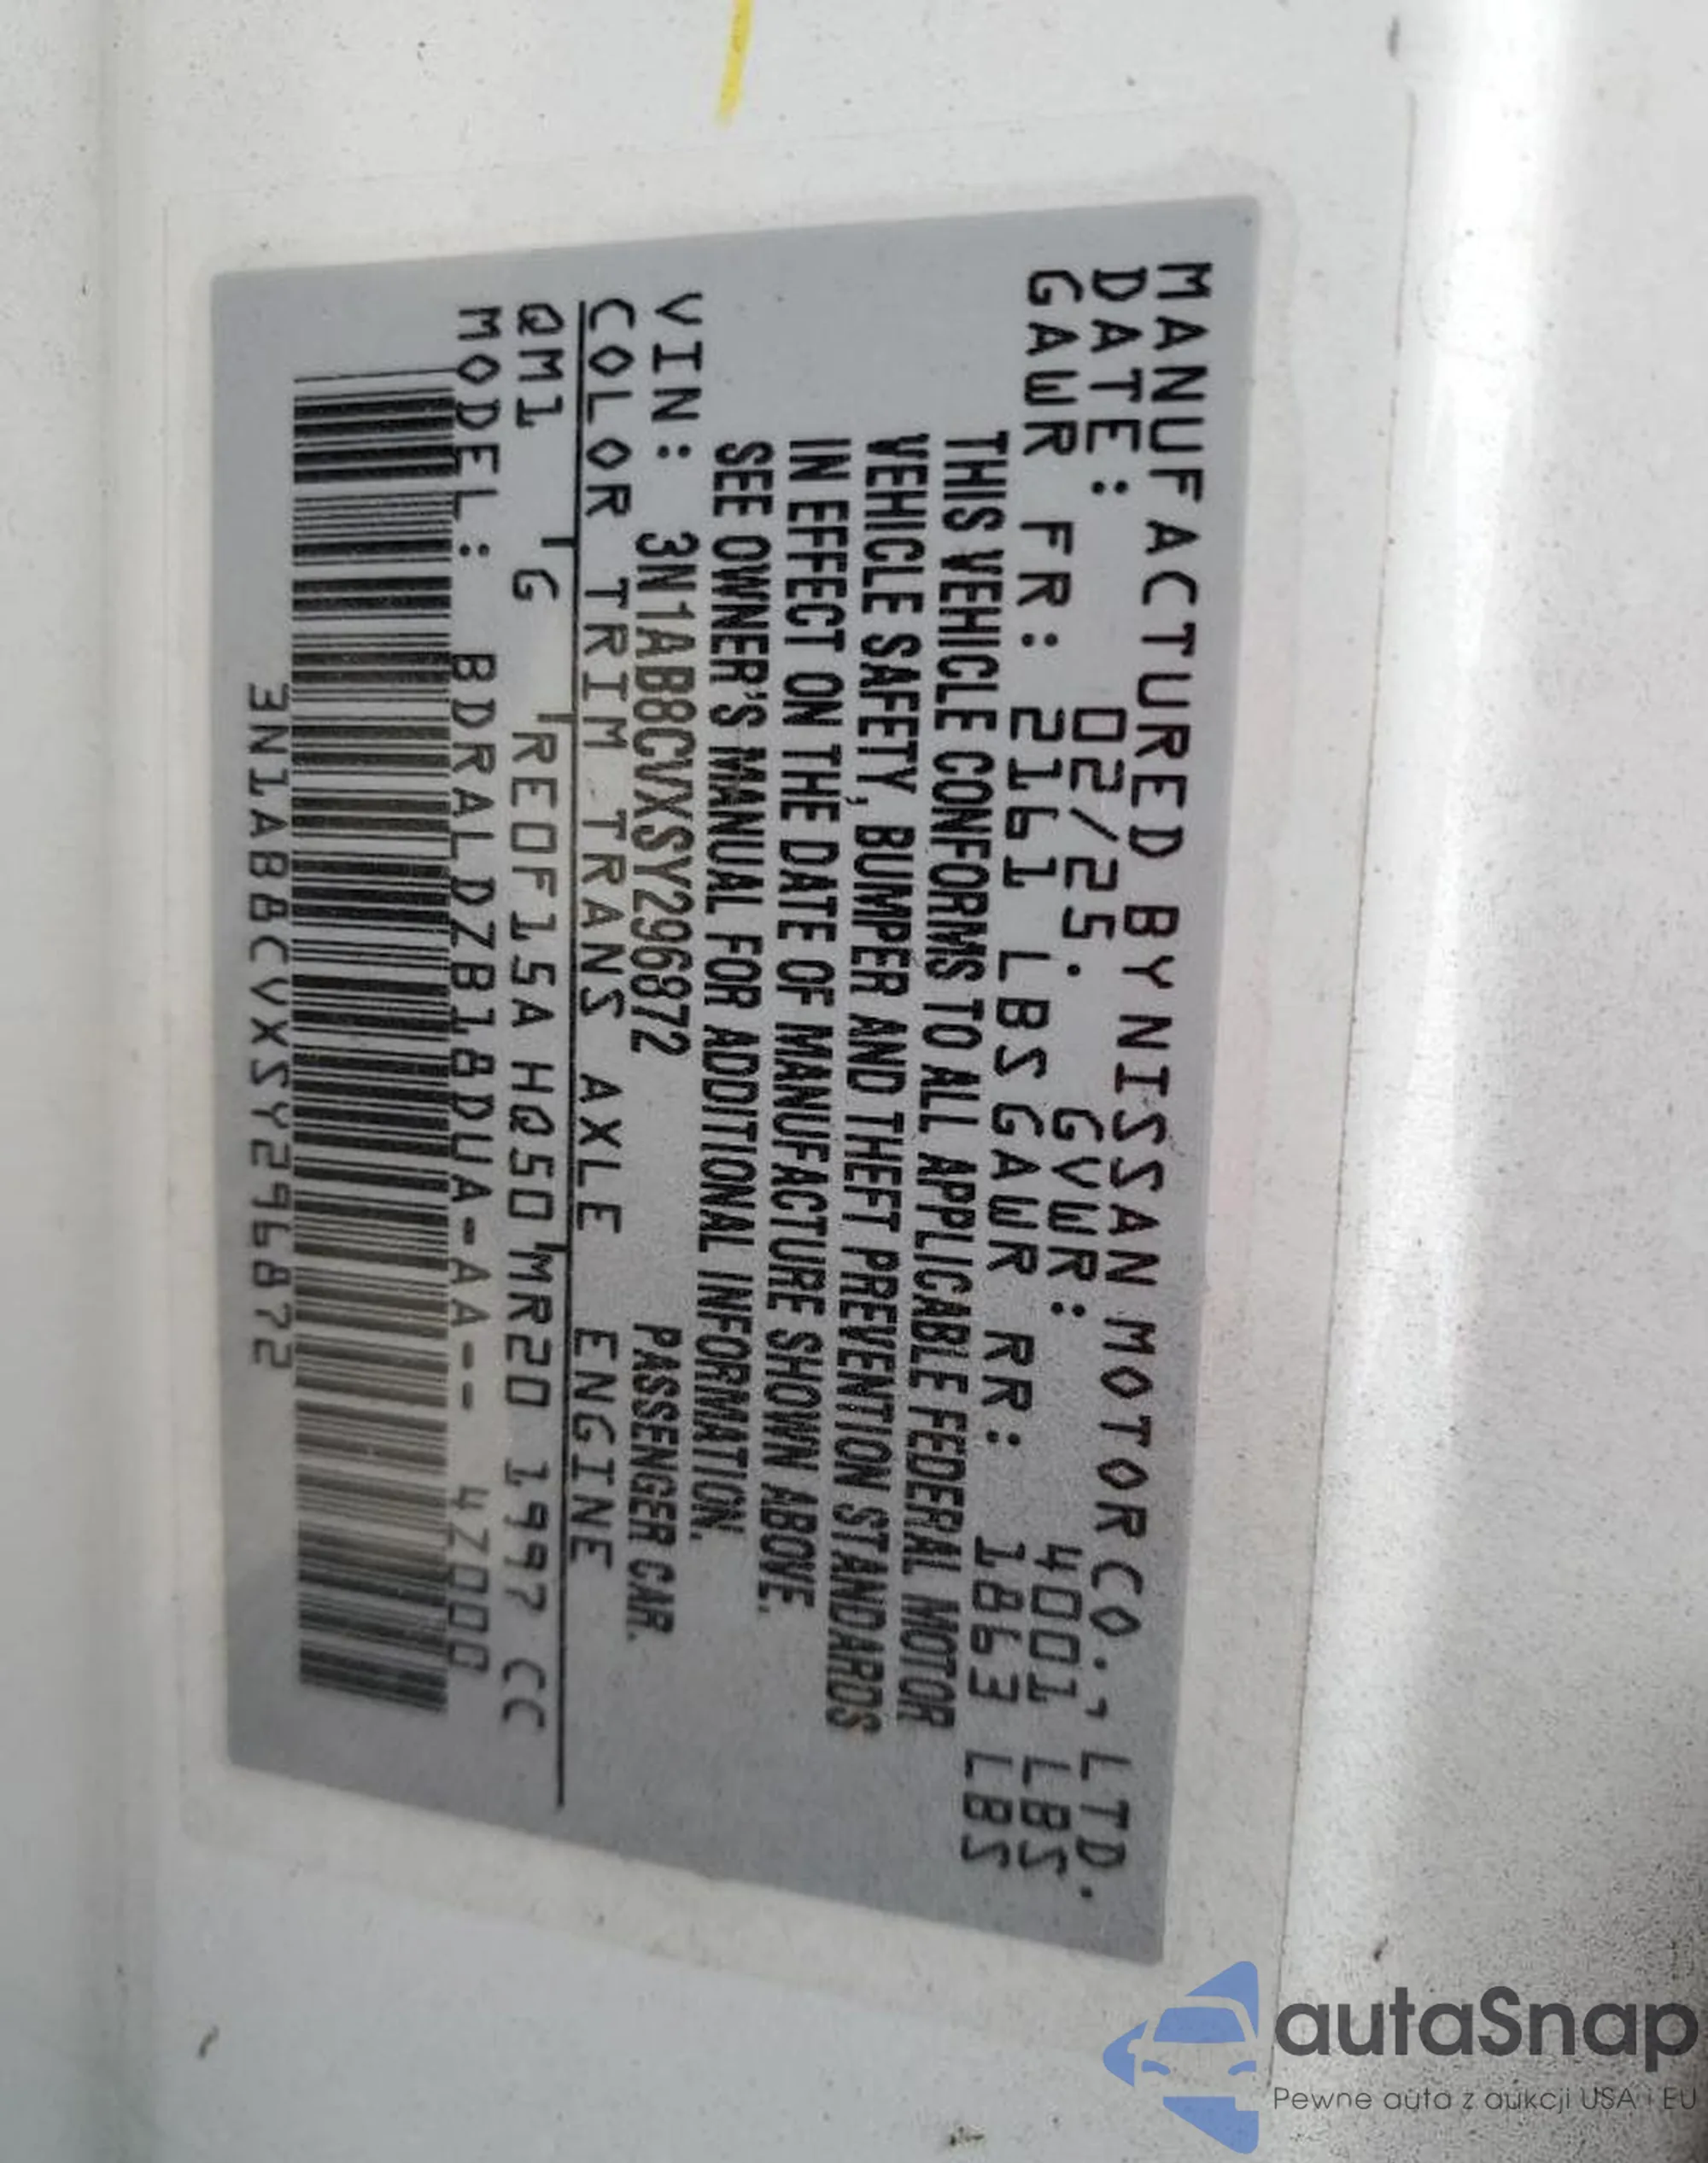 MANUFACTURED BY NISSAN MOTOR CO., LTD.
DATE: 02/25. GVWR: 4001 LBS
GAWR FR: 2161 LBS GAWR RR: 1863 LBS
THIS VEHICLE CONFORMS TO ALL APPLICABLE FEDERAL MOTOR
VEHICLE SAFETY, BUMPER AND THEFT PREVENTION STANDARDS
IN EFFECT ON THE DATE OF MANUFACTURE SHOWN ABOVE.
SEE OWNER'S MANUAL FOR ADDITIONAL INFORMATION.
VIN: 3N1AB8CVXSY296872 PASSENGER CAR.
COLOR TRIM TRANS AXLE ENGINE
QM1 G RE0F15A HQ50 MR20 1997 CC
MODEL: BDRALDZB18DUA-AA-- 4Z000
3N1AB8CVXSY296872
autaSnap
Pewne auta z aukcji USA i EU